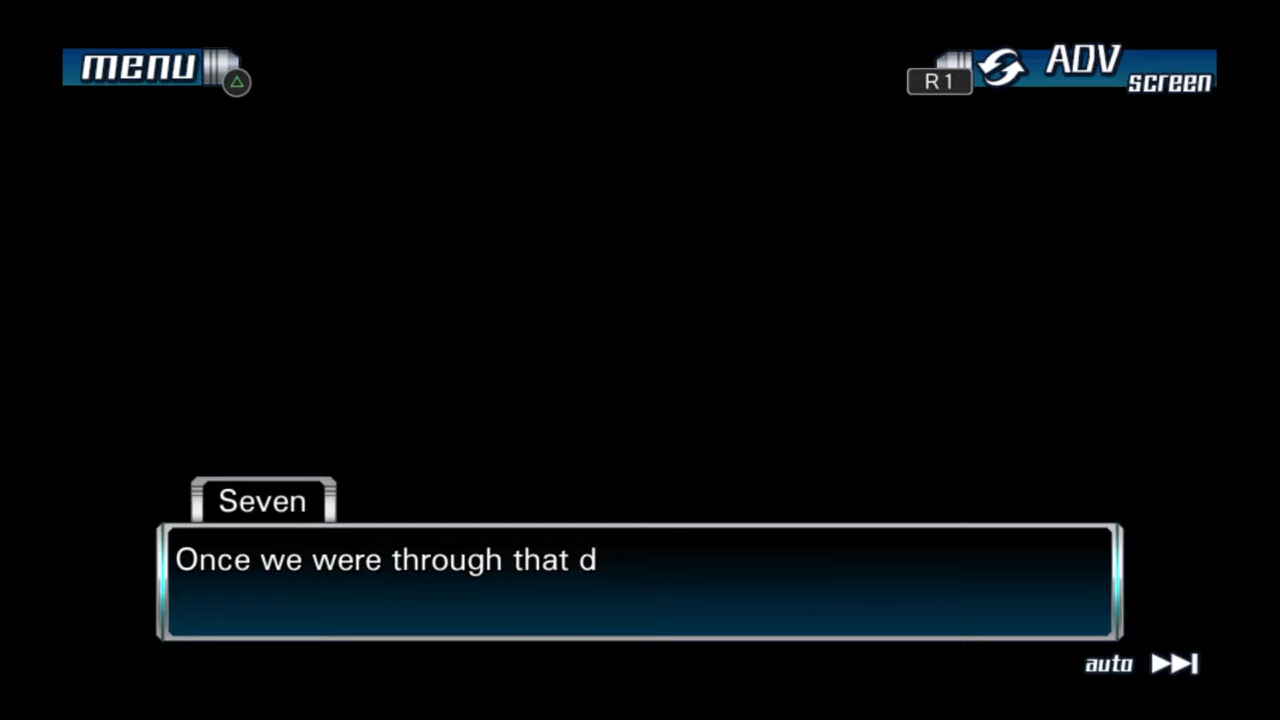 menu
R1 ADV
screen
Seven
Once we were through that d
auto